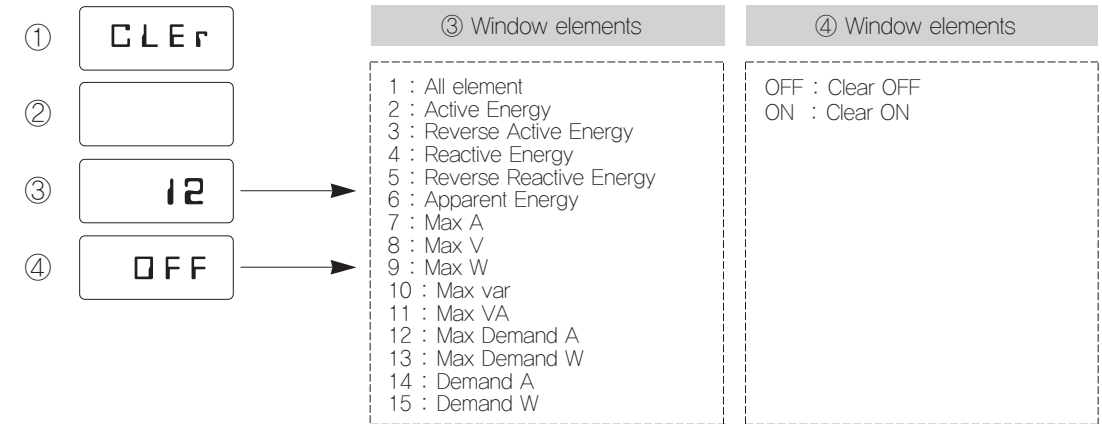 ① CLEr
②
③ 12
④ OFF
③ Window elements
1 : All element
2 : Active Energy
3 : Reverse Active Energy
4 : Reactive Energy
5 : Reverse Reactive Energy
6 : Apparent Energy
7 : Max A
8 : Max V
9 : Max W
10 : Max var
11 : Max VA
12 : Max Demand A
13 : Max Demand W
14 : Demand A
15 : Demand W
④ Window elements
OFF : Clear OFF
ON : Clear ON